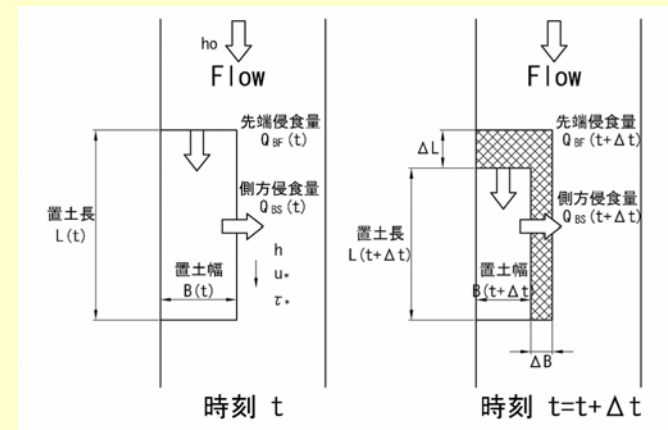 ho
Flow
先端侵食量
QBF(t)
側方侵食量
QBS(t)
置土長
L(t)
置土幅
B(t)
h
u*
τ*
時刻 t
Flow
先端侵食量
QBF(t+Δt)
ΔL
側方侵食量
QBS(t+Δt)
置土長
L(t+Δt)
置土幅
B(t+Δt)
ΔB
時刻 t=t+Δt